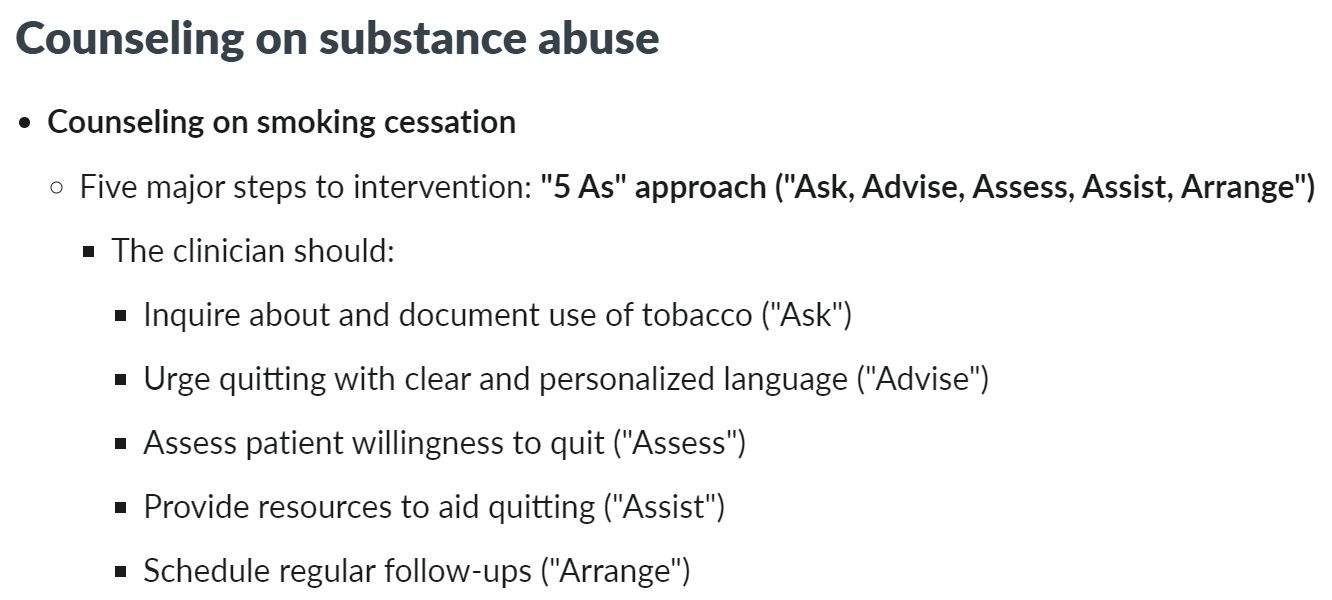 Counseling on substance abuse
• Counseling on smoking cessation
○ Five major steps to intervention: "5 As" approach ("Ask, Advise, Assess, Assist, Arrange")
▪ The clinician should:
▪ Inquire about and document use of tobacco ("Ask")
▪ Urge quitting with clear and personalized language ("Advise")
▪ Assess patient willingness to quit ("Assess")
▪ Provide resources to aid quitting ("Assist")
▪ Schedule regular follow-ups ("Arrange")